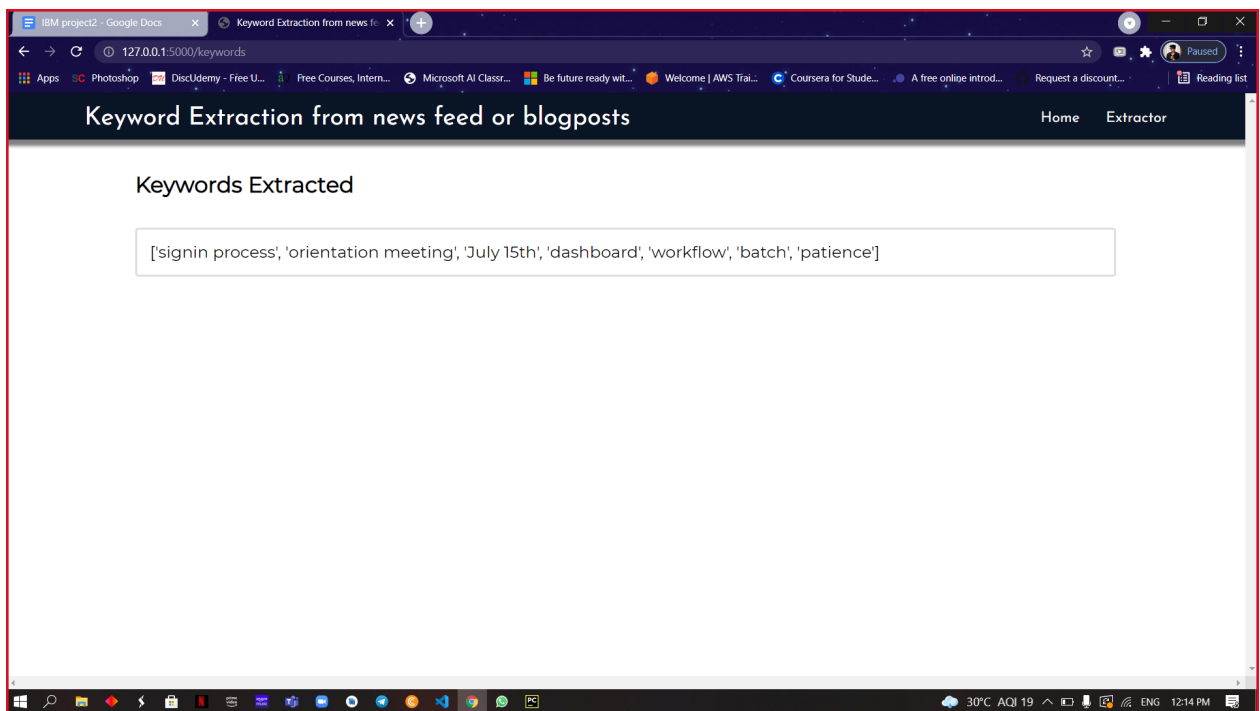 IBM project2 - Google Docs
Keyword Extraction from news fe
127.0.0.1:5000/keywords
Paused
Apps SC Photoshop DiscUdemy - Free U... Free Courses, Intern... Microsoft AI Classr... Be future ready wit... Welcome | AWS Trai... C Coursera for Stude... A free online introd... Request a discount... Reading list
Keyword Extraction from news feed or blogposts Home Extractor
Keywords Extracted
['signin process', 'orientation meeting', 'July 15th', 'dashboard', 'workflow', 'batch', 'patience']
30°C AQI 19 ENG 12:14 PM